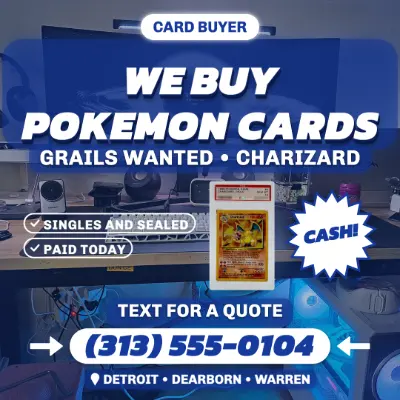 CARD BUYER
WE BUY
POKEMON CARDS
GRAILS WANTED • CHARIZARD
SINGLES AND SEALED
PAID TODAY
CASH!
TEXT FOR A QUOTE
(313) 555-0104
DETROIT • DEARBORN • WARREN